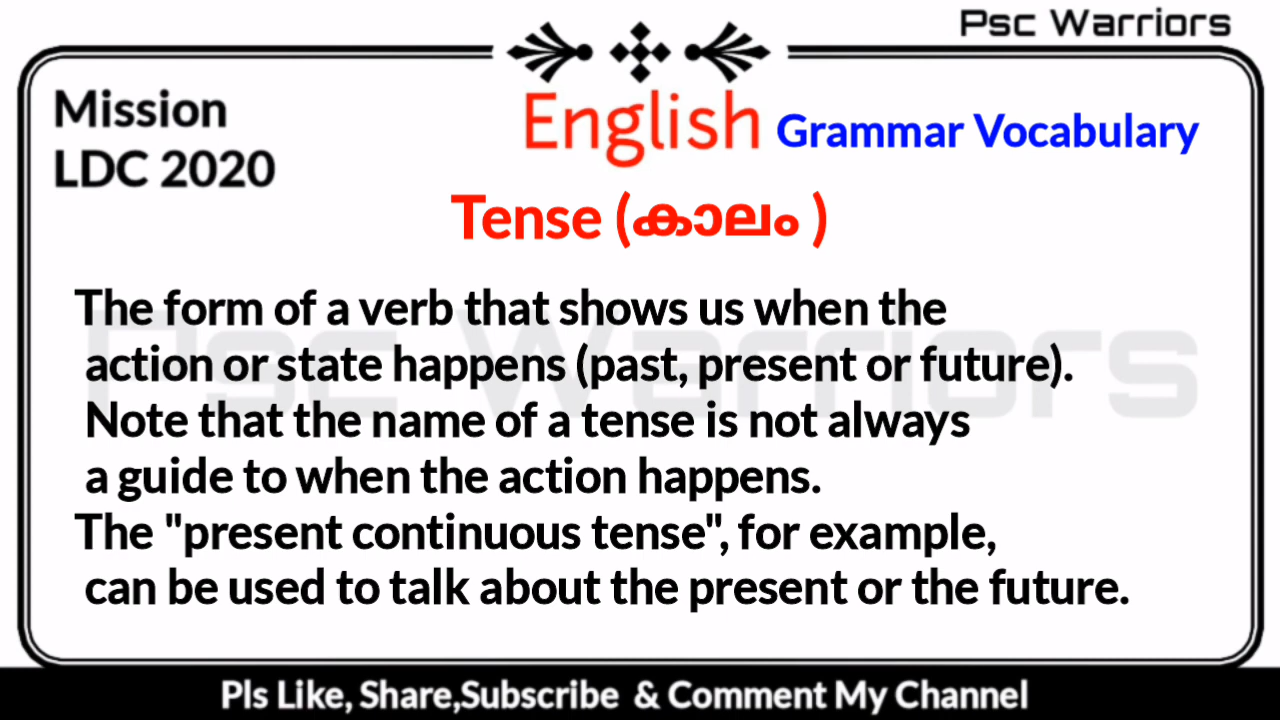 Psc Warriors
Mission
LDC 2020
English Grammar Vocabulary
Tense (കാലം )
The form of a verb that shows us when the
action or state happens (past, present or future).
Note that the name of a tense is not always
a guide to when the action happens.
The "present continuous tense", for example,
can be used to talk about the present or the future.
Psc Warriors
Pls Like, Share,Subscribe & Comment My Channel